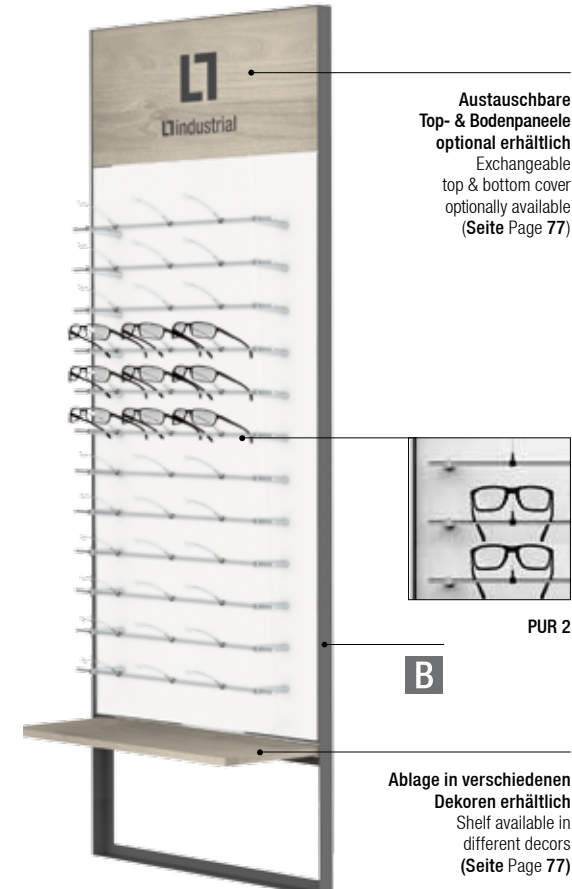 industrial
Austauschbare
Top- & Bodenpaneele
optional erhältlich
Exchangeable
top & bottom cover
optionally available
(Seite Page 77)
PUR 2
B
Ablage in verschiedenen
Dekoren erhältlich
Shelf available in
different decors
(Seite Page 77)